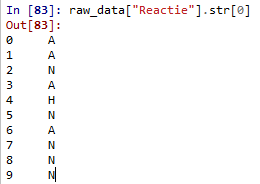 In [83]: raw_data["Reactie"].str[0]
Out[83]:
0 A
1 A
2 N
3 A
4 H
5 N
6 A
7 N
8 N
9 N